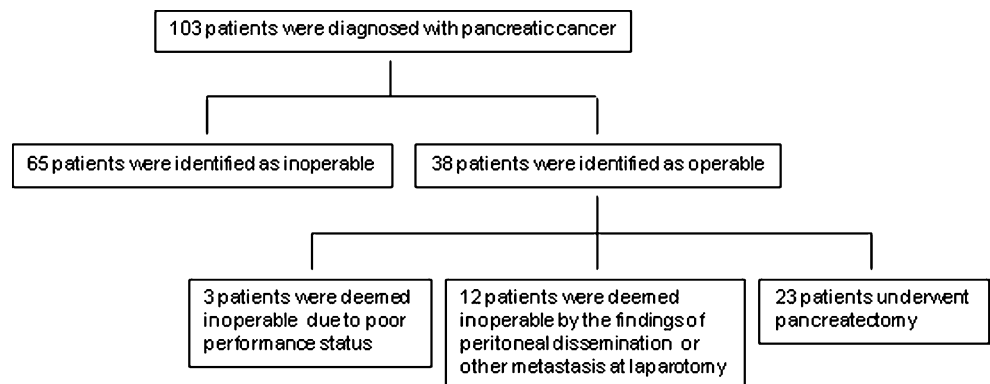 103 patients were diagnosed with pancreatic cancer
65 patients were identified as inoperable
38 patients were identified as operable
3 patients were deemed
inoperable due to poor
performance status
12 patients were deemed
inoperable by the findings of
peritoneal dissemination or
other metastasis at laparotomy
23 patients underwent
pancreatectomy